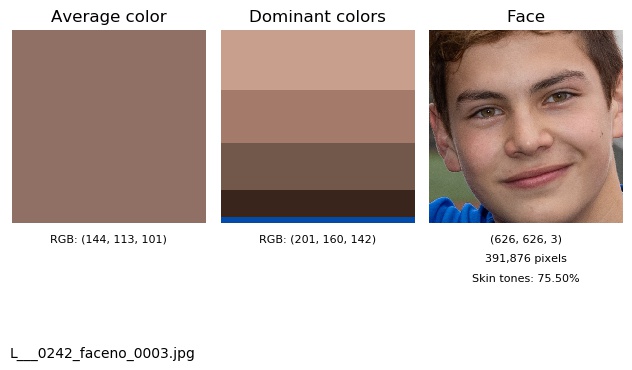 Average color
Dominant colors
Face
RGB: (144, 113, 101)
RGB: (201, 160, 142)
(626, 626, 3)
391,876 pixels
Skin tones: 75.50%
L___0242_faceno_0003.jpg